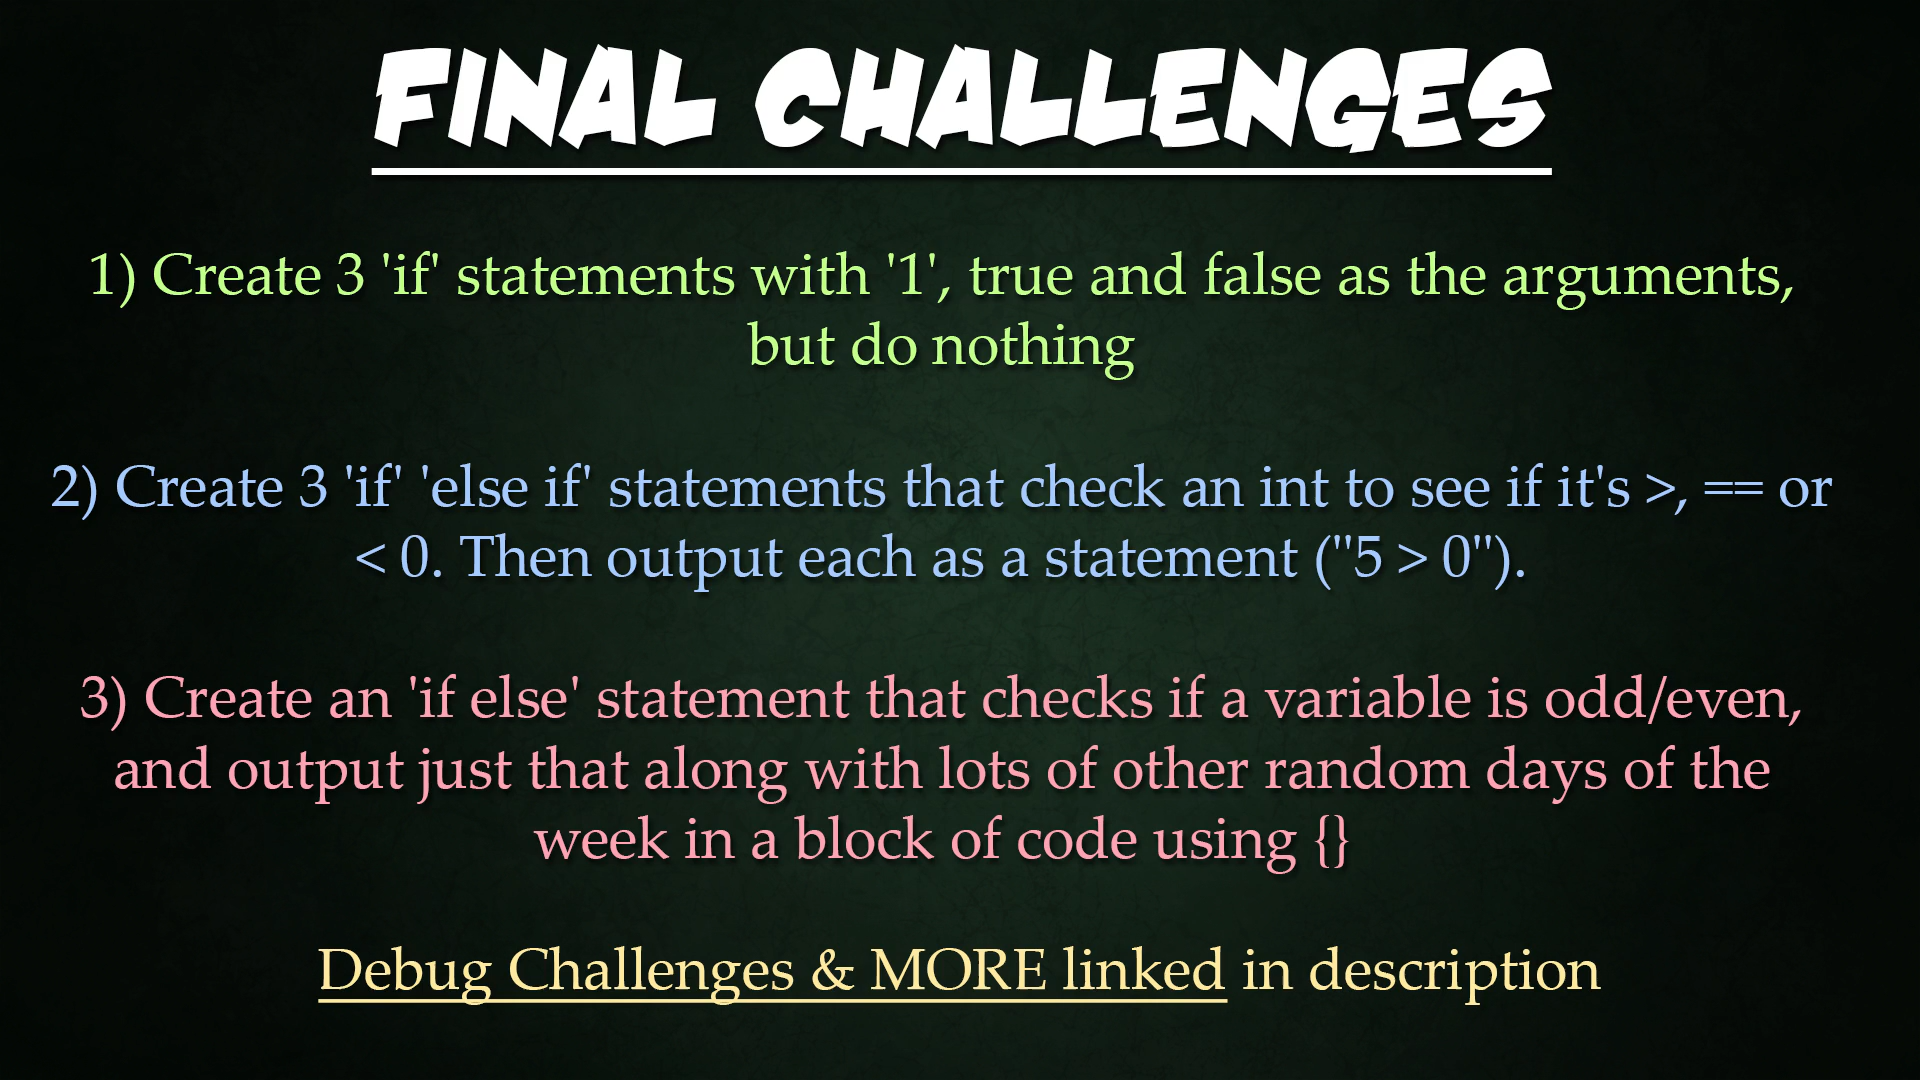 FINAL CHALLENGES
1) Create 3 'if' statements with '1', true and false as the arguments,
but do nothing
2) Create 3 'if' 'else if' statements that check an int to see if it's >, == or
< 0. Then output each as a statement ("5 > 0").
3) Create an 'if else' statement that checks if a variable is odd/even,
and output just that along with lots of other random days of the
week in a block of code using {}
Debug Challenges & MORE linked in description